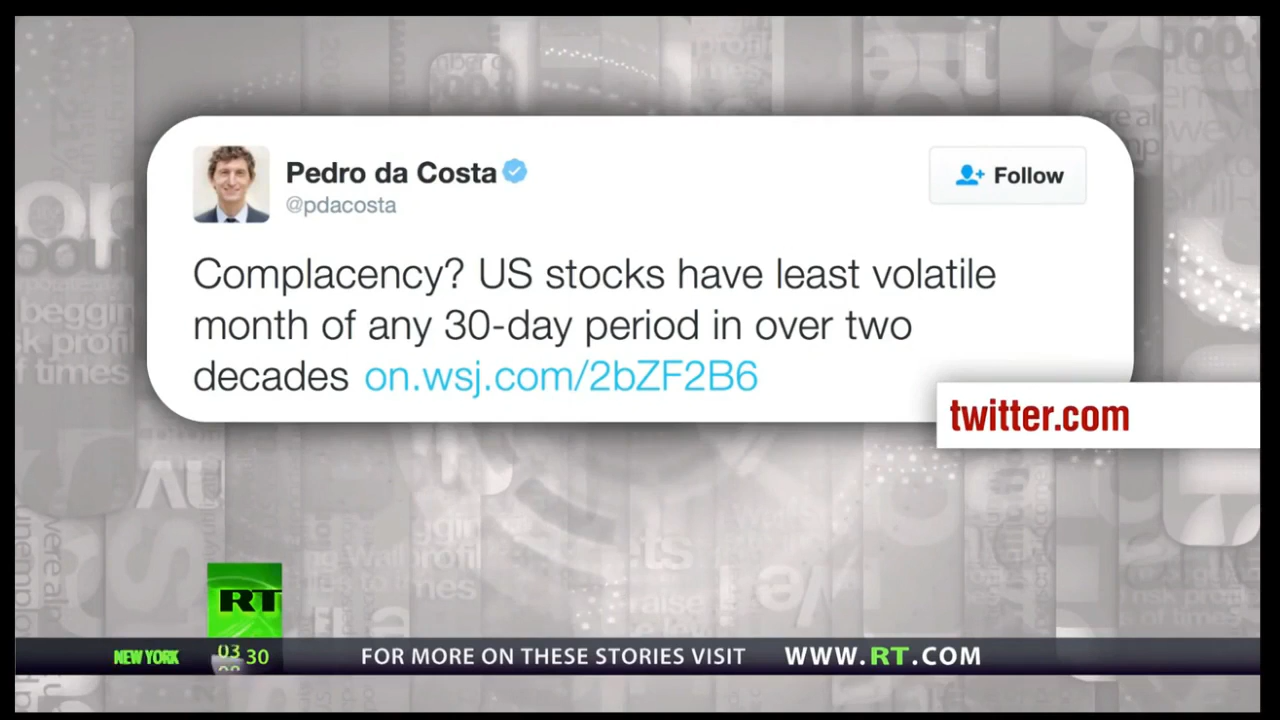 Pedro da Costa
@pdacosta
Follow
Complacency? US stocks have least volatile
month of any 30-day period in over two
decades on.wsj.com/2bZF2B6
twitter.com
RT
NEW YORK
30
FOR MORE ON THESE STORIES VISIT WWW.RT.COM